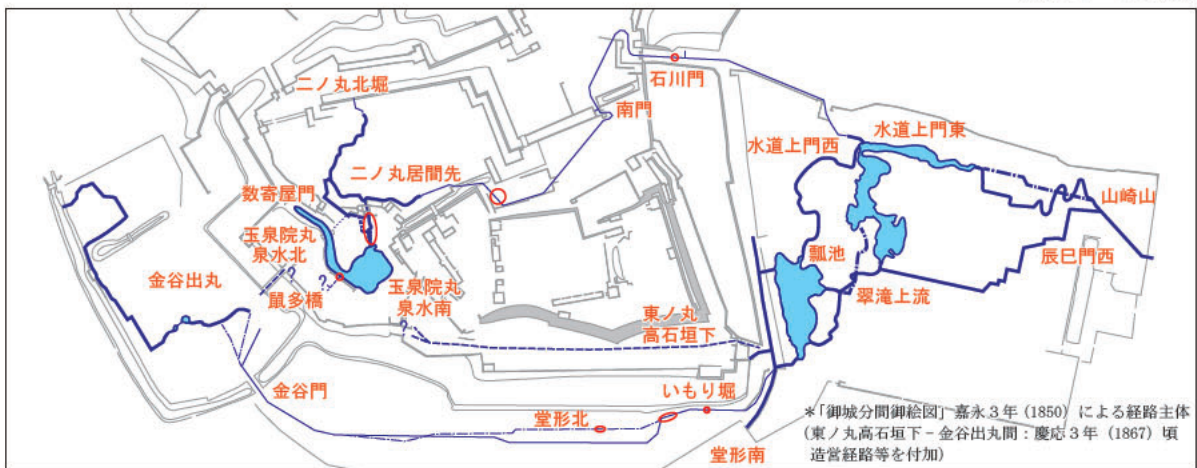 二ノ丸北堀
石川門
南門
水道上門東
水道上門西
二ノ丸居間先
数寄屋門
山崎山
玉泉院丸
泉水北
瓢池
辰巳門西
金谷出丸
?
?
鼠多橋
玉泉院丸
泉水南
翠滝上流
?
東ノ丸
高石垣下
金谷門
いもり堀
堂形北
堂形南
*「御城分間御絵図」嘉永3年 (1850) による経路主体
(東ノ丸高石垣下－金谷出丸間：慶応3年 (1867) 頃
造営経路等を付加)